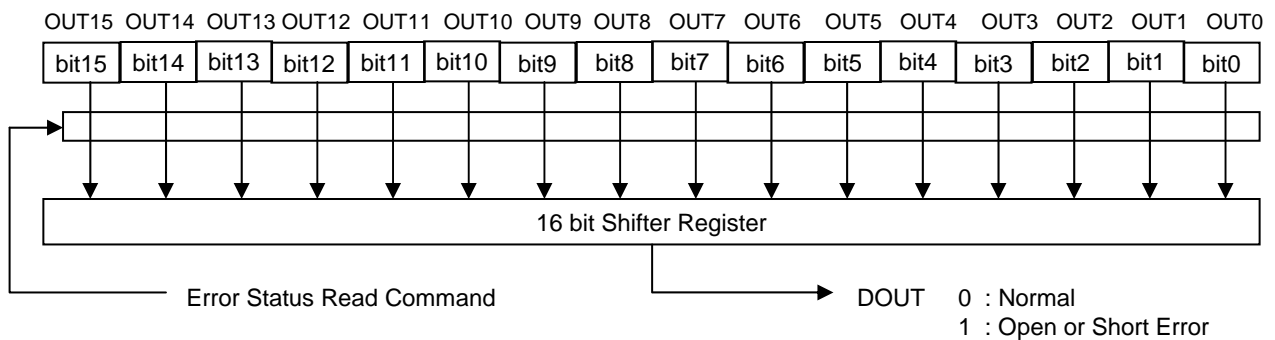 OUT15 OUT14 OUT13 OUT12 OUT11 OUT10 OUT9 OUT8 OUT7 OUT6 OUT5 OUT4 OUT3 OUT2 OUT1 OUT0
bit15 bit14 bit13 bit12 bit11 bit10 bit9 bit8 bit7 bit6 bit5 bit4 bit3 bit2 bit1 bit0
16 bit Shifter Register
Error Status Read Command DOUT 0 : Normal
1 : Open or Short Error